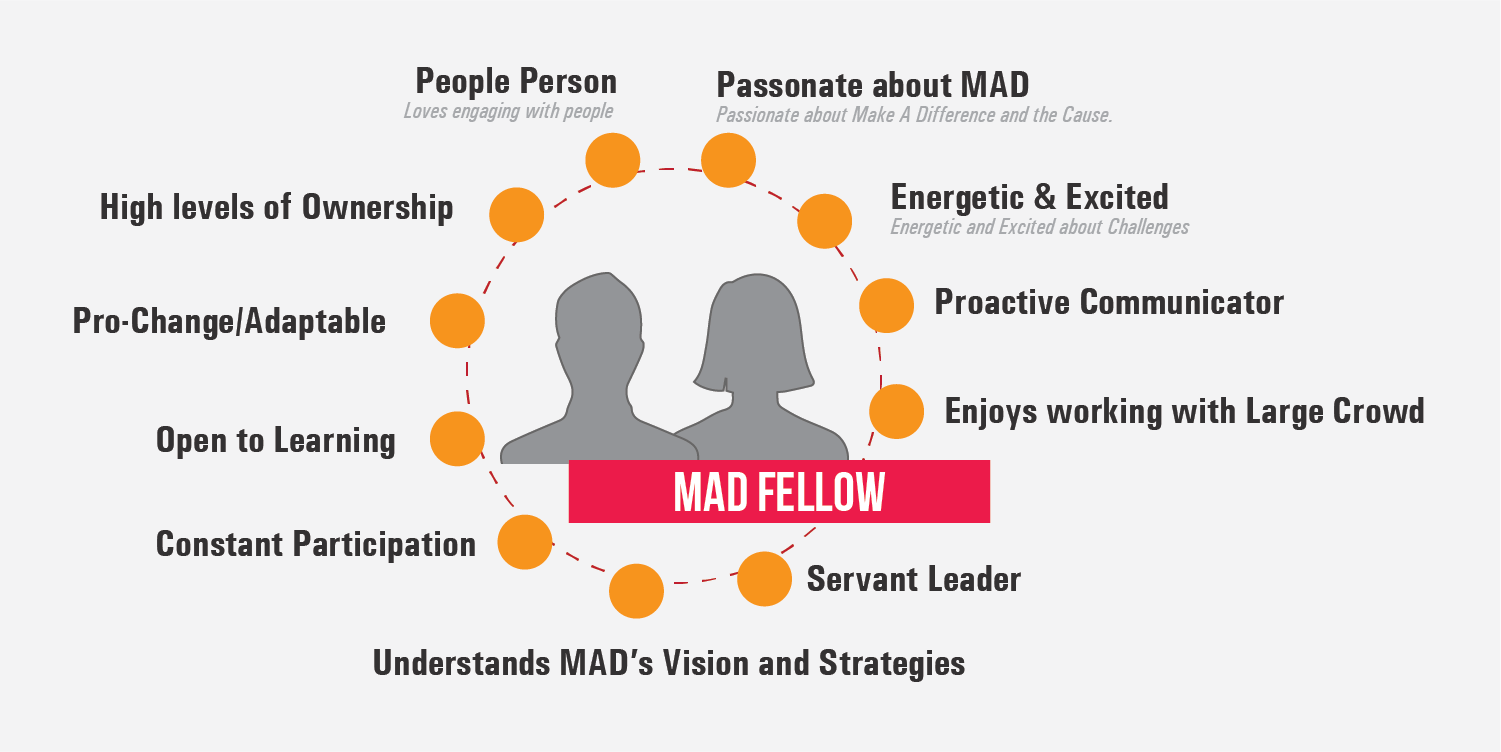 People Person
Loves engaging with people
Passonate about MAD
Passionate about Make A Difference and the Cause.
High levels of Ownership
Energetic & Excited
Energetic and Excited about Challenges
Pro-Change/Adaptable
Proactive Communicator
Open to Learning
Enjoys working with Large Crowd
MAD FELLOW
Constant Participation
Servant Leader
Understands MAD's Vision and Strategies